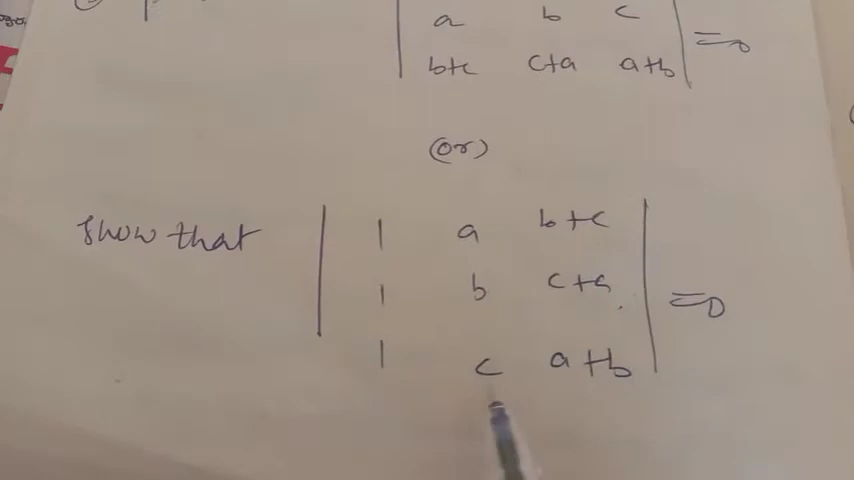 a b c
b+c c+a a+b = 0
(or)
Show that | 1 a b+c |
| 1 b c+a | = 0
1 c a+b |